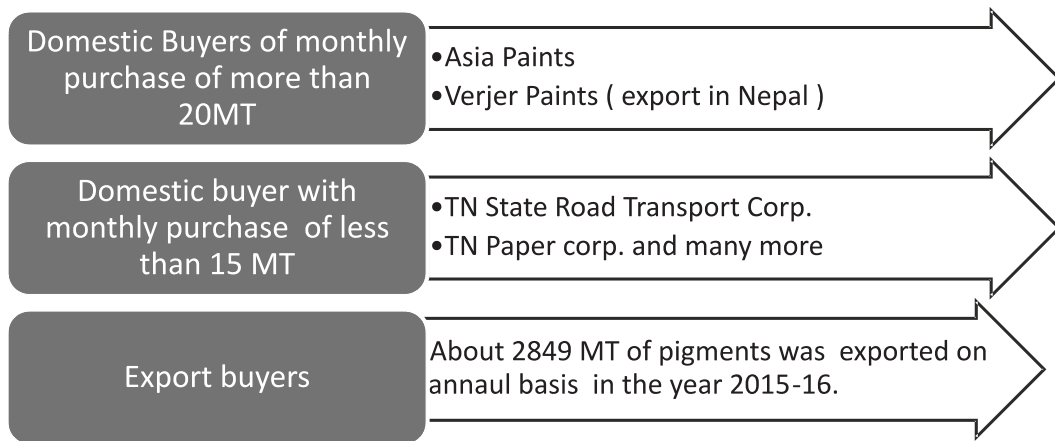 Domestic Buyers of monthly
purchase of more than
20MT
•Asia Paints
•Verjer Paints ( export in Nepal )
Domestic buyer with
monthly purchase of less
than 15 MT
•TN State Road Transport Corp.
•TN Paper corp. and many more
Export buyers
About 2849 MT of pigments was exported on
annaul basis in the year 2015-16.